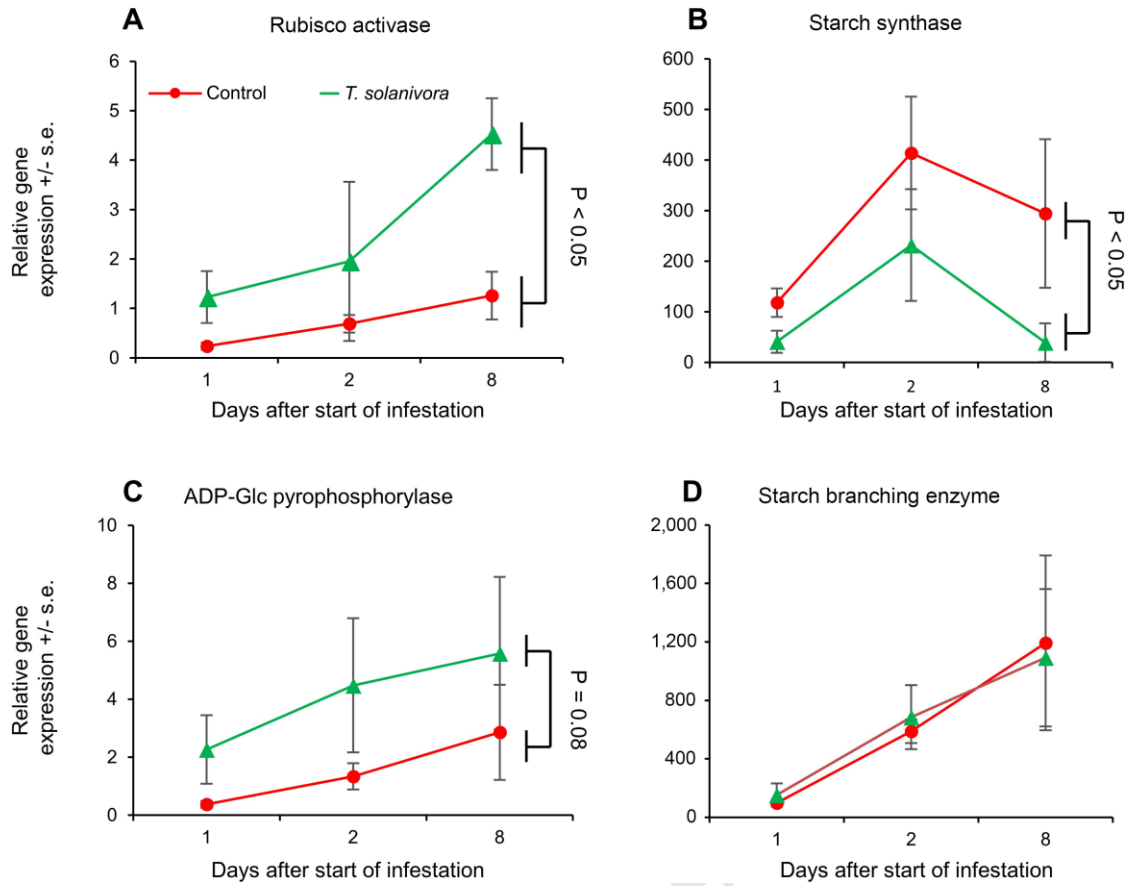 A
Rubisco activase
Relative gene
expression +/- s.e.
6
5
4
3
2
1
0
Control
T. solanivora
P < 0.05
1 2 8
Days after start of infestation
B
Starch synthase
600
500
400
300
200
100
0
P < 0.05
1 2 8
Days after start of infestation
C
ADP-Glc pyrophosphorylase
Relative gene
expression +/- s.e.
10
8
6
4
2
0
P = 0.08
1 2 8
Days after start of infestation
D
Starch branching enzyme
2,000
1,600
1,200
800
400
0
1 2 8
Days after start of infestation